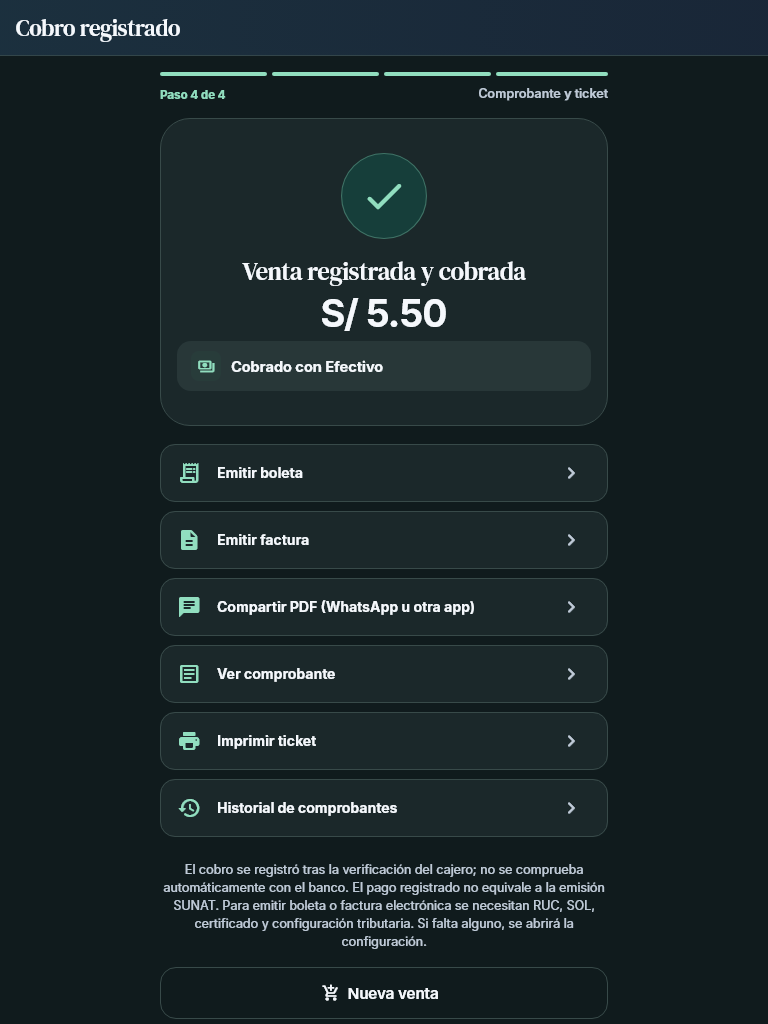 Cobro registrado
Paso 4 de 4
Comprobante y ticket
Venta registrada y cobrada
S/ 5.50
Cobrado con Efectivo
Emitir boleta
Emitir factura
Compartir PDF (WhatsApp u otra app)
Ver comprobante
Imprimir ticket
Historial de comprobantes
El cobro se registró tras la verificación del cajero; no se comprueba
automáticamente con el banco. El pago registrado no equivale a la emisión
SUNAT. Para emitir boleta o factura electrónica se necesitan RUC, SOL,
certificado y configuración tributaria. Si falta alguno, se abrirá la
configuración.
Nueva venta